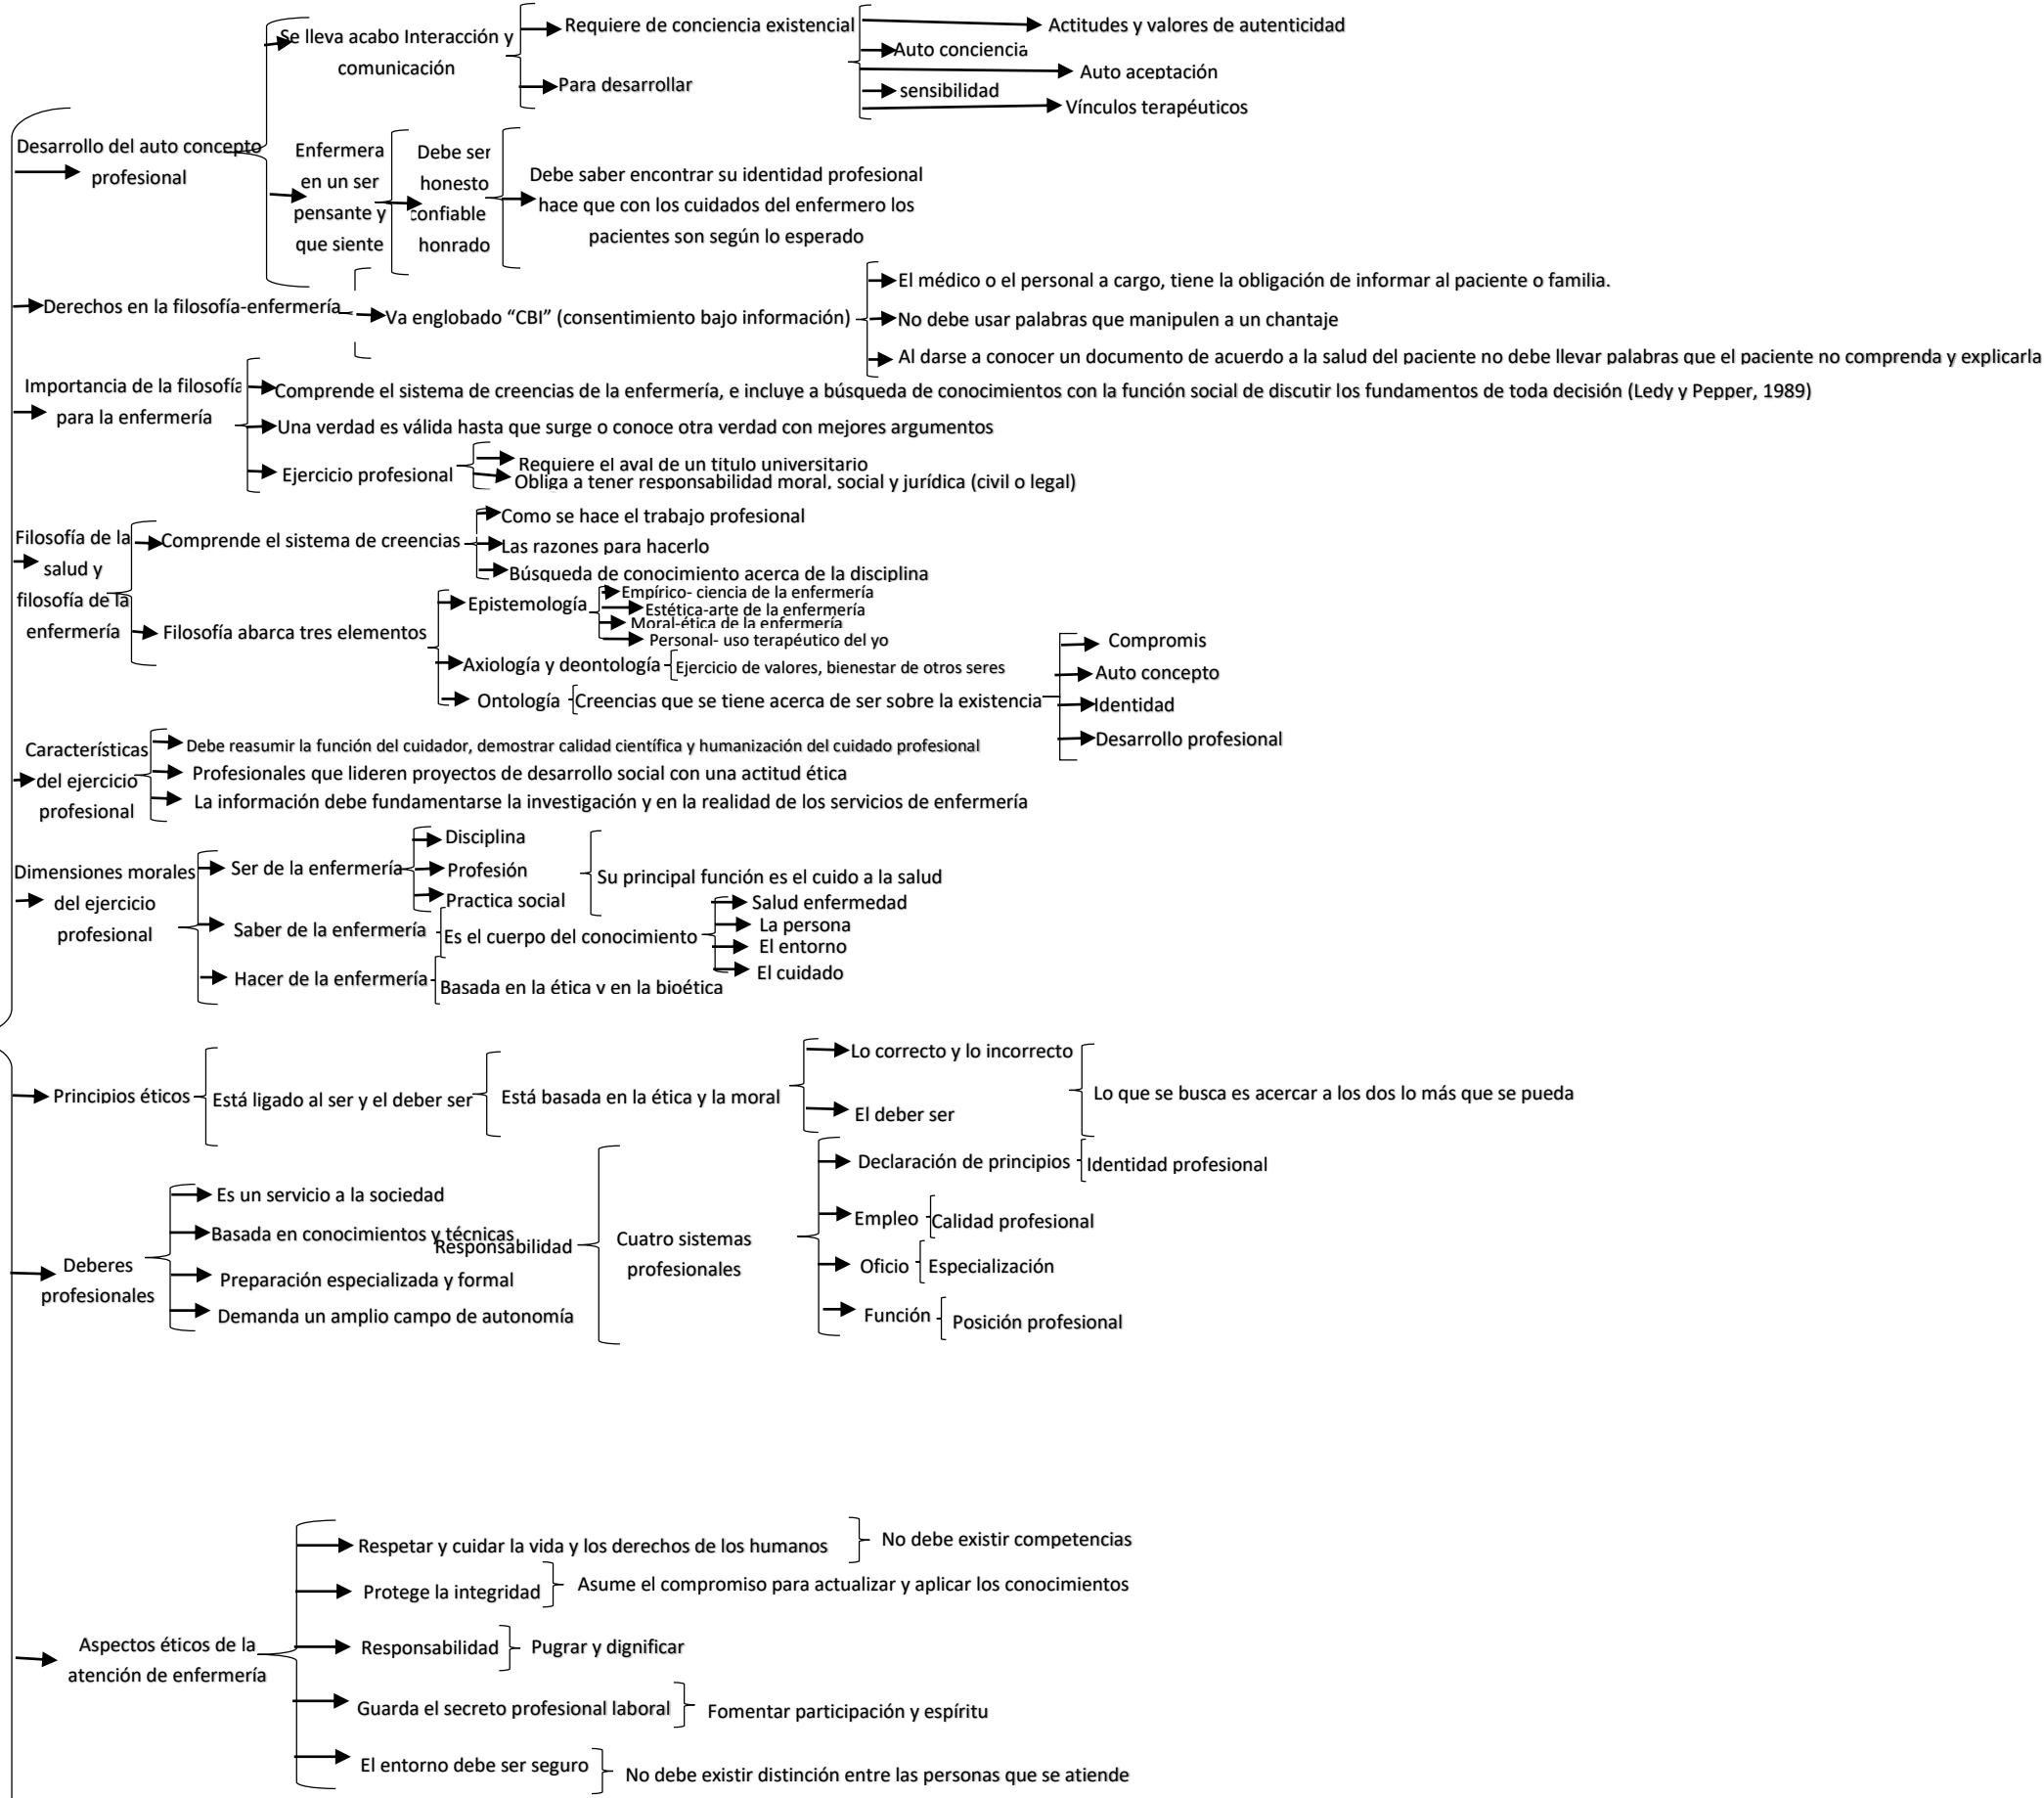 Se lleva acabo Interacción y
comunicación
Requiere de conciencia existencial
Para desarrollar
Actitudes y valores de autenticidad
Auto conciencia
Auto aceptación
sensibilidad
Vínculos terapéuticos
Desarrollo del auto concepto
profesional
Enfermera
en un ser
pensante y
que siente
Debe ser
honesto
confiable
honrado
Debe saber encontrar su identidad profesional
hace que con los cuidados del enfermero los
pacientes son según lo esperado
Derechos en la filosofía-enfermería
Va englobado “CBI” (consentimiento bajo información)
El médico o el personal a cargo, tiene la obligación de informar al paciente o familia.
No debe usar palabras que manipulen a un chantaje
Al darse a conocer un documento de acuerdo a la salud del paciente no debe llevar palabras que el paciente no comprenda y explicarla
Importancia de la filosofía
para la enfermería
Comprende el sistema de creencias de la enfermería, e incluye a búsqueda de conocimientos con la función social de discutir los fundamentos de toda decisión (Ledy y Pepper, 1989)
Una verdad es válida hasta que surge o conoce otra verdad con mejores argumentos
Ejercicio profesional
Requiere el aval de un titulo universitario
Obliga a tener responsabilidad moral, social y jurídica (civil o legal)
Filosofía de la
salud y
filosofía de la
enfermería
Comprende el sistema de creencias
Como se hace el trabajo profesional
Las razones para hacerlo
Búsqueda de conocimiento acerca de la disciplina
Filosofía abarca tres elementos
Epistemología
Empírico- ciencia de la enfermería
Estética-arte de la enfermería
Moral-ética de la enfermería
Personal- uso terapéutico del yo
Axiología y deontología
Ejercicio de valores, bienestar de otros seres
Ontología
Creencias que se tiene acerca de ser sobre la existencia
Compromis
Auto concepto
Identidad
Desarrollo profesional
Características
del ejercicio
profesional
Debe reasumir la función del cuidador, demostrar calidad científica y humanización del cuidado profesional
Profesionales que lideren proyectos de desarrollo social con una actitud ética
La información debe fundamentarse la investigación y en la realidad de los servicios de enfermería
Dimensiones morales
del ejercicio
profesional
Ser de la enfermería
Disciplina
Profesión
Practica social
Su principal función es el cuido a la salud
Saber de la enfermería
Es el cuerpo del conocimiento
Salud enfermedad
La persona
El entorno
El cuidado
Hacer de la enfermería
Basada en la ética y en la bioética
Principios éticos
Está ligado al ser y el deber ser
Está basada en la ética y la moral
Lo correcto y lo incorrecto
El deber ser
Lo que se busca es acercar a los dos lo más que se pueda
Deberes
profesionales
Es un servicio a la sociedad
Basada en conocimientos y técnicas
Preparación especializada y formal
Demanda un amplio campo de autonomía
Responsabilidad
Cuatro sistemas
profesionales
Declaración de principios
Identidad profesional
Empleo
Calidad profesional
Oficio
Especialización
Función
Posición profesional
Aspectos éticos de la
atención de enfermería
Respetar y cuidar la vida y los derechos de los humanos
No debe existir competencias
Protege la integridad
Asume el compromiso para actualizar y aplicar los conocimientos
Responsabilidad
Pugrar y dignificar
Guarda el secreto profesional laboral
Fomentar participación y espíritu
El entorno debe ser seguro
No debe existir distinción entre las personas que se atiende